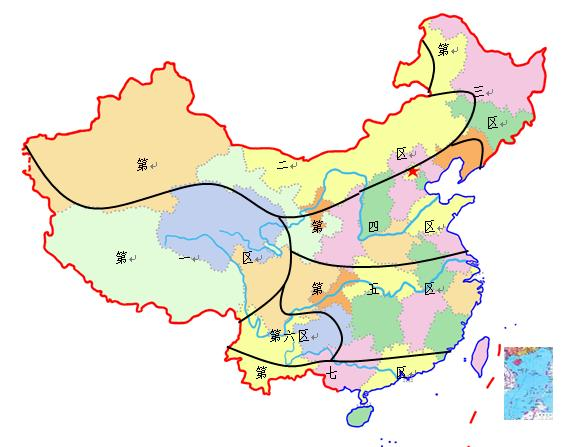 第 三 区
第 二 区
第 一 区
第 四 区
第 五 区
第六区
第 七 区